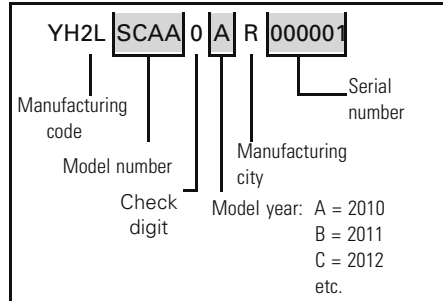 YH2L SCAA 0 A R 000001
Serial
number
Manufacturing
code
Model number
Manufacturing
city
Check
digit
Model year: A = 2010
B = 2011
C = 2012
etc.